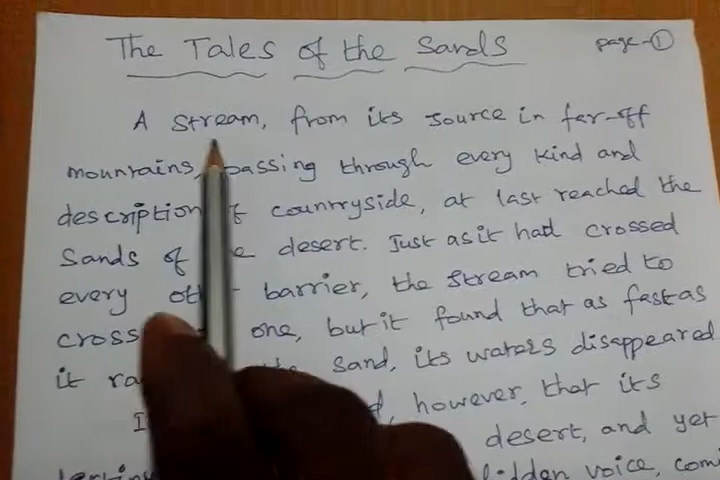 The Tales of the Sands page-1
A stream, from its source in far-off
mountains, passing through every kind and
description of countryside, at last reached the
Sands of desert. Just as it had crossed
every barrier, the stream tried to
cross one, but it found that as fast as
it the sand, its waters disappeared
however, that its
desert, and yet
hidden voice,